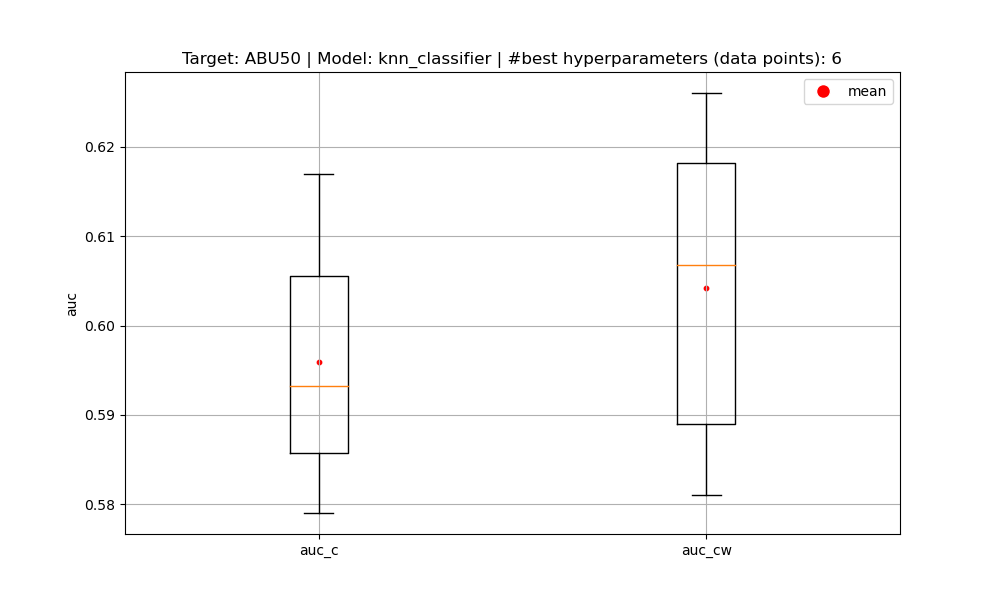 Target: ABU50 | Model: knn_classifier | #best hyperparameters (data points): 6
mean
0.62
0.61
0.60
0.59
0.58
auc
auc_c
auc_cw